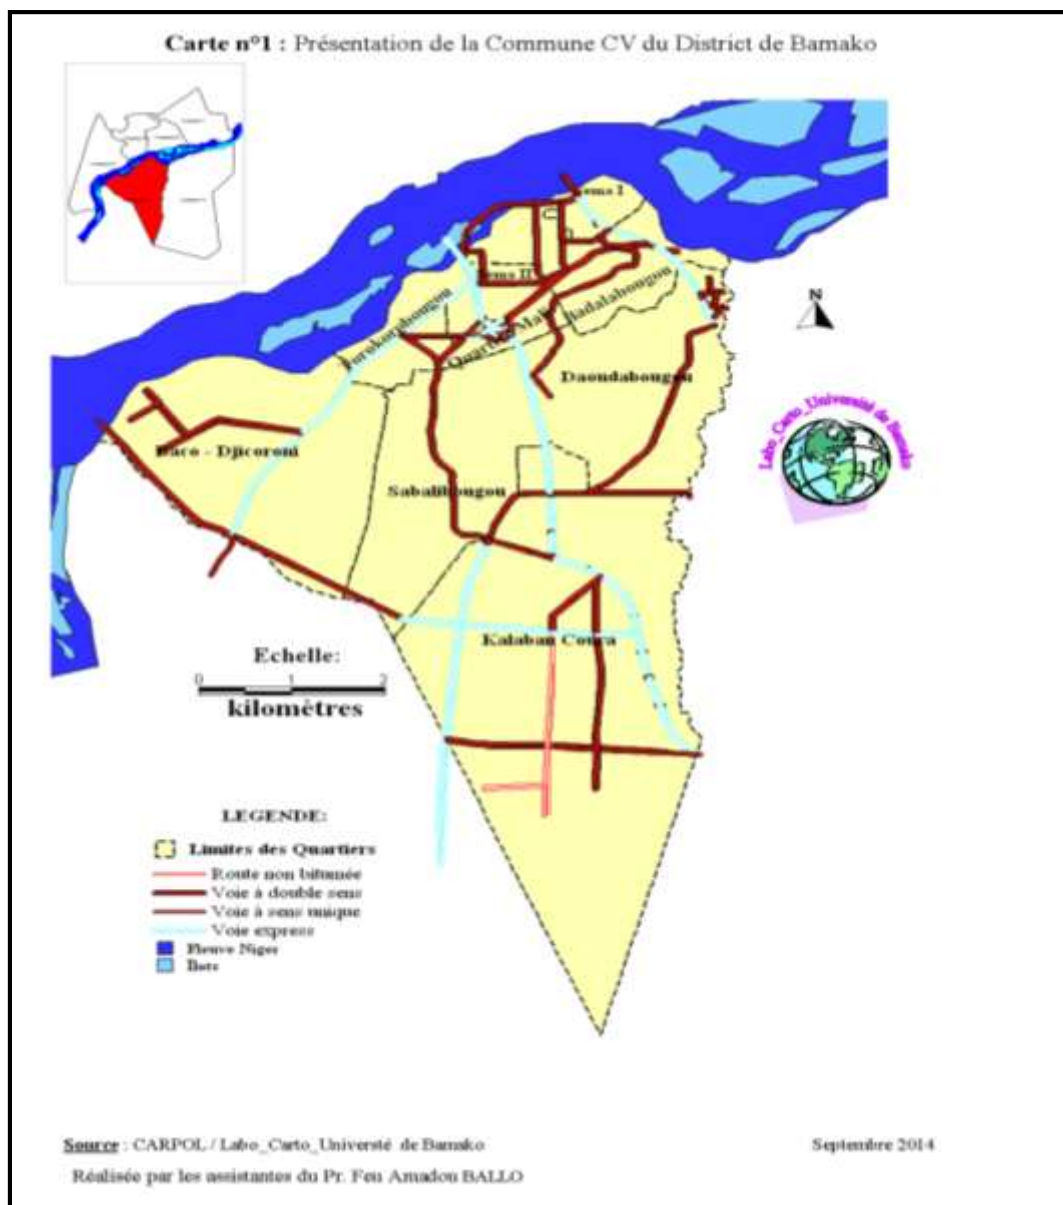 Carte n°1 : Présentation de la Commune CV du District de Bamako
Sema I
Sema II
Torokorobougou
Quartier Mali
Badalabougou
N
Daoundabougou
Labo_Carto_Université de Bamako
Baco - Djicoroni
Sabalibougou
Kalaban Coura
Echelle:
0 1 2
kilomètres
LEGENDE:
Limites des Quartiers
Route non bitumée
Voie à double sens
Voie à sens unique
Voie express
Fleuve Niger
Ilots
Source : CARPOL / Labo_Carto_Universté de Bamako
Septembre 2014
Réalisée par les assistantes du Pr. Feu Amadou BALLO